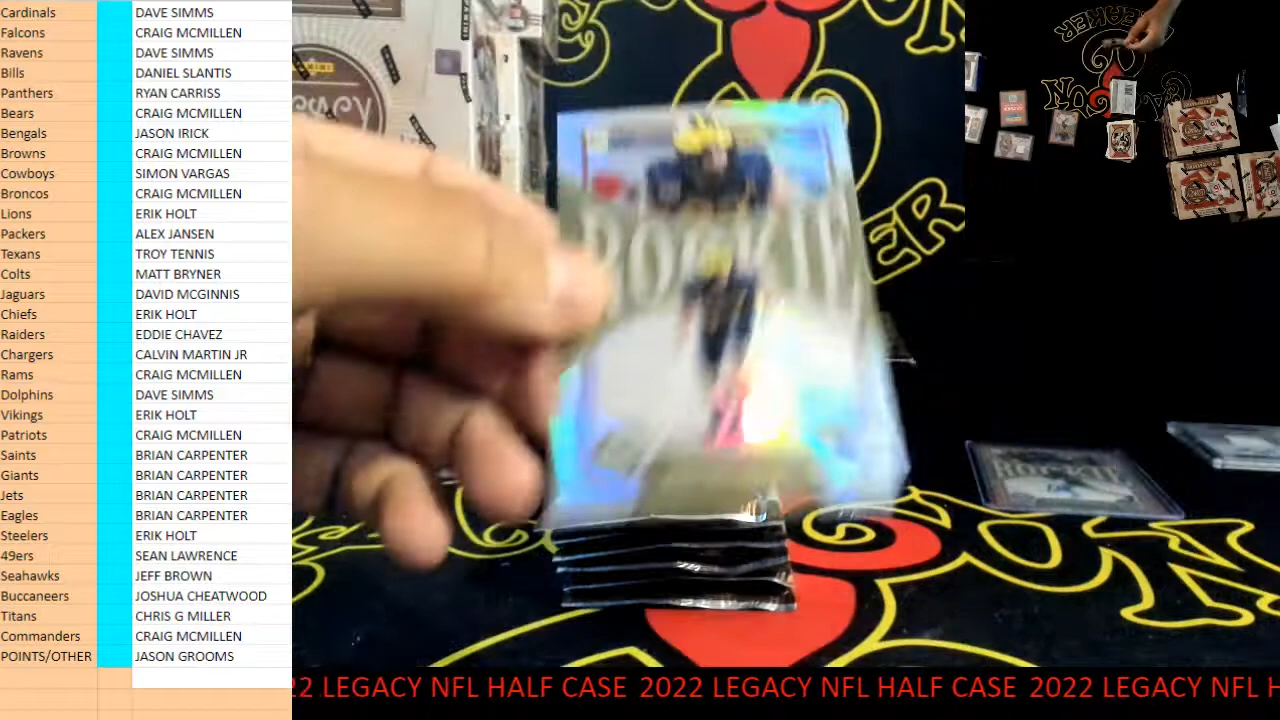 Cardinals DAVE SIMMS
Falcons CRAIG MCMILLEN
Ravens DAVE SIMMS
Bills DANIEL SLANTIS
Panthers RYAN CARRISS
Bears CRAIG MCMILLEN
Bengals JASON IRICK
Browns CRAIG MCMILLEN
Cowboys SIMON VARGAS
Broncos CRAIG MCMILLEN
Lions ERIK HOLT
Packers ALEX JANSEN
Texans TROY TENNIS
Colts MATT BRYNER
Jaguars DAVID MCGINNIS
Chiefs ERIK HOLT
Raiders EDDIE CHAVEZ
Chargers CALVIN MARTIN JR
Rams CRAIG MCMILLEN
Dolphins DAVE SIMMS
Vikings ERIK HOLT
Patriots CRAIG MCMILLEN
Saints BRIAN CARPENTER
Giants BRIAN CARPENTER
Jets BRIAN CARPENTER
Eagles BRIAN CARPENTER
Steelers ERIK HOLT
49ers SEAN LAWRENCE
Seahawks JEFF BROWN
Buccaneers JOSHUA CHEATWOOD
Titans CHRIS G MILLER
Commanders CRAIG MCMILLEN
POINTS/OTHER JASON GROOMS
ROOKIE
ER
22 LEGACY NFL HALF CASE 2022 LEGACY NFL HALF CASE 2022 LEGACY NFL H